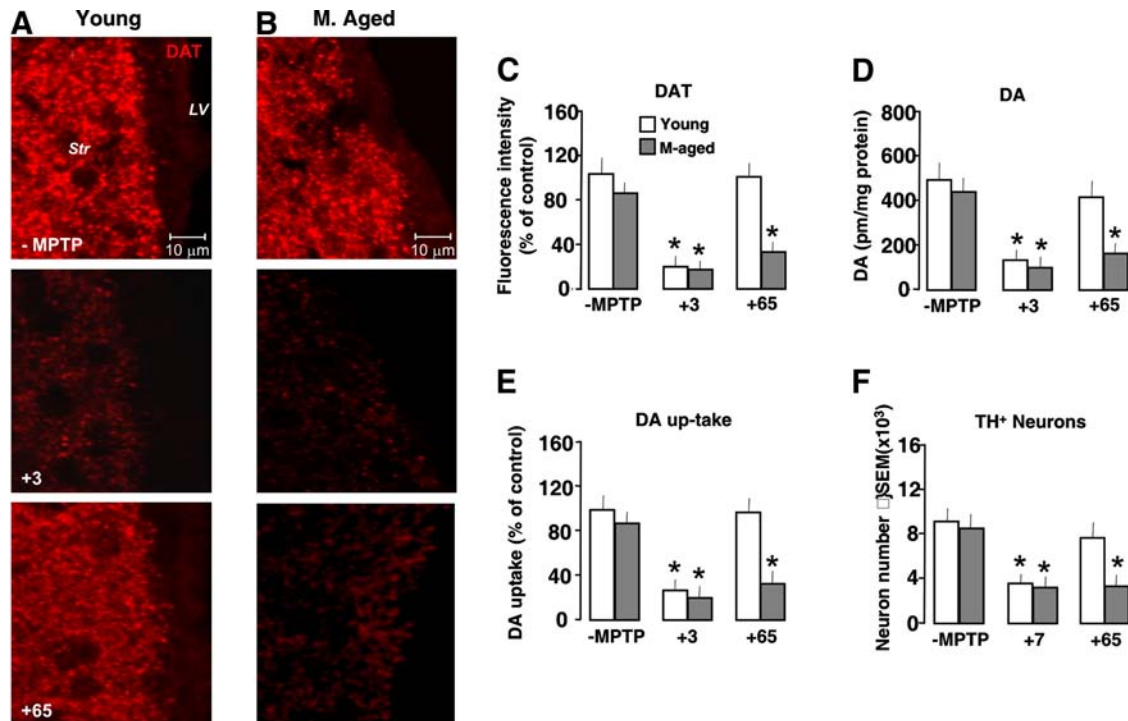 A
Young
DAT
LV
Str
- MPTP
10 μm
+3
+65
B
M. Aged
10 μm
C
DAT
Fluorescence intensity
(% of control)
160
120
80
40
0
Young
M-aged
* *
*
-MPTP +3 +65
D
DA
DA (pm/mg protein)
800
600
400
200
0
* *
*
-MPTP +3 +65
E
DA up-take
DA uptake (% of control)
160
120
80
40
0
* *
*
-MPTP +3 +65
F
TH⁺ Neurons
Neuron number □}SEM(x10³)
16
12
8
4
0
* *
*
-MPTP +7 +65